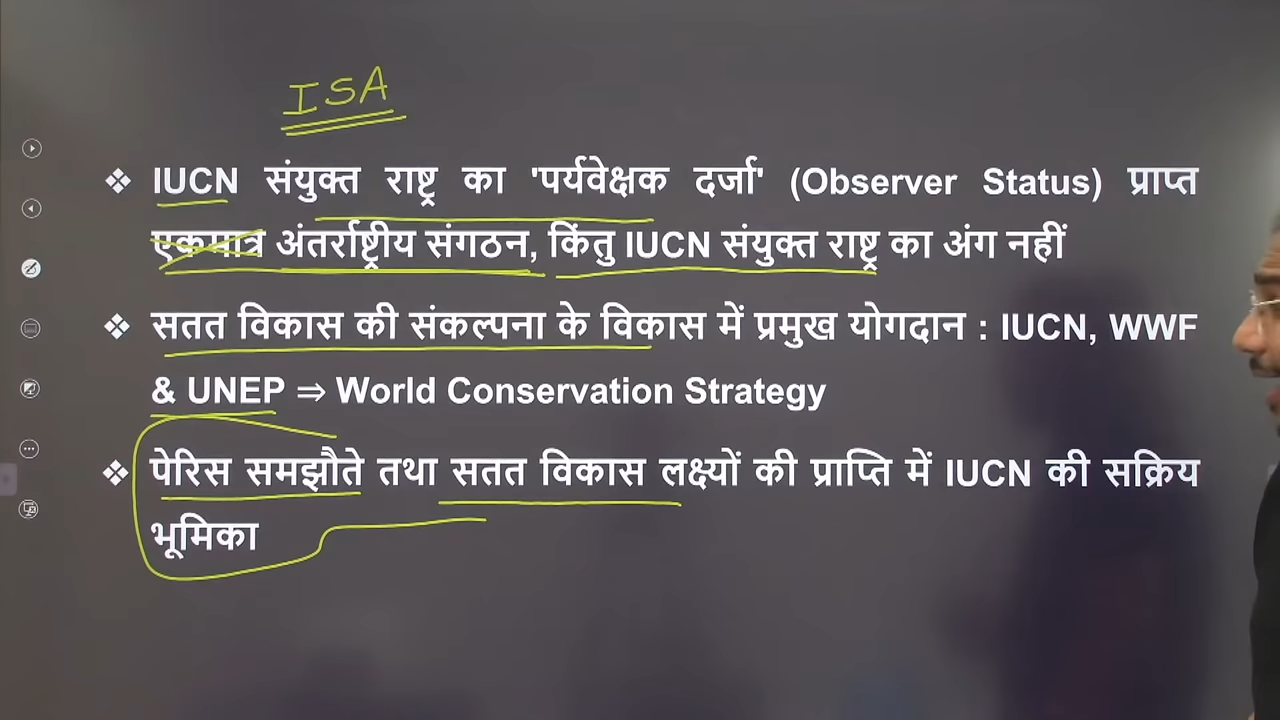 ISA
❖ IUCN संयुक्त राष्ट्र का 'पर्यवेक्षक दर्जा' (Observer Status) प्राप्त
एकमात्र अंतर्राष्ट्रीय संगठन, किंतु IUCN संयुक्त राष्ट्र का अंग नहीं
❖ सतत विकास की संकल्पना के विकास में प्रमुख योगदान : IUCN, WWF
& UNEP ⇒ World Conservation Strategy
❖ पेरिस समझौते तथा सतत विकास लक्ष्यों की प्राप्ति में IUCN की सक्रिय
भूमिका